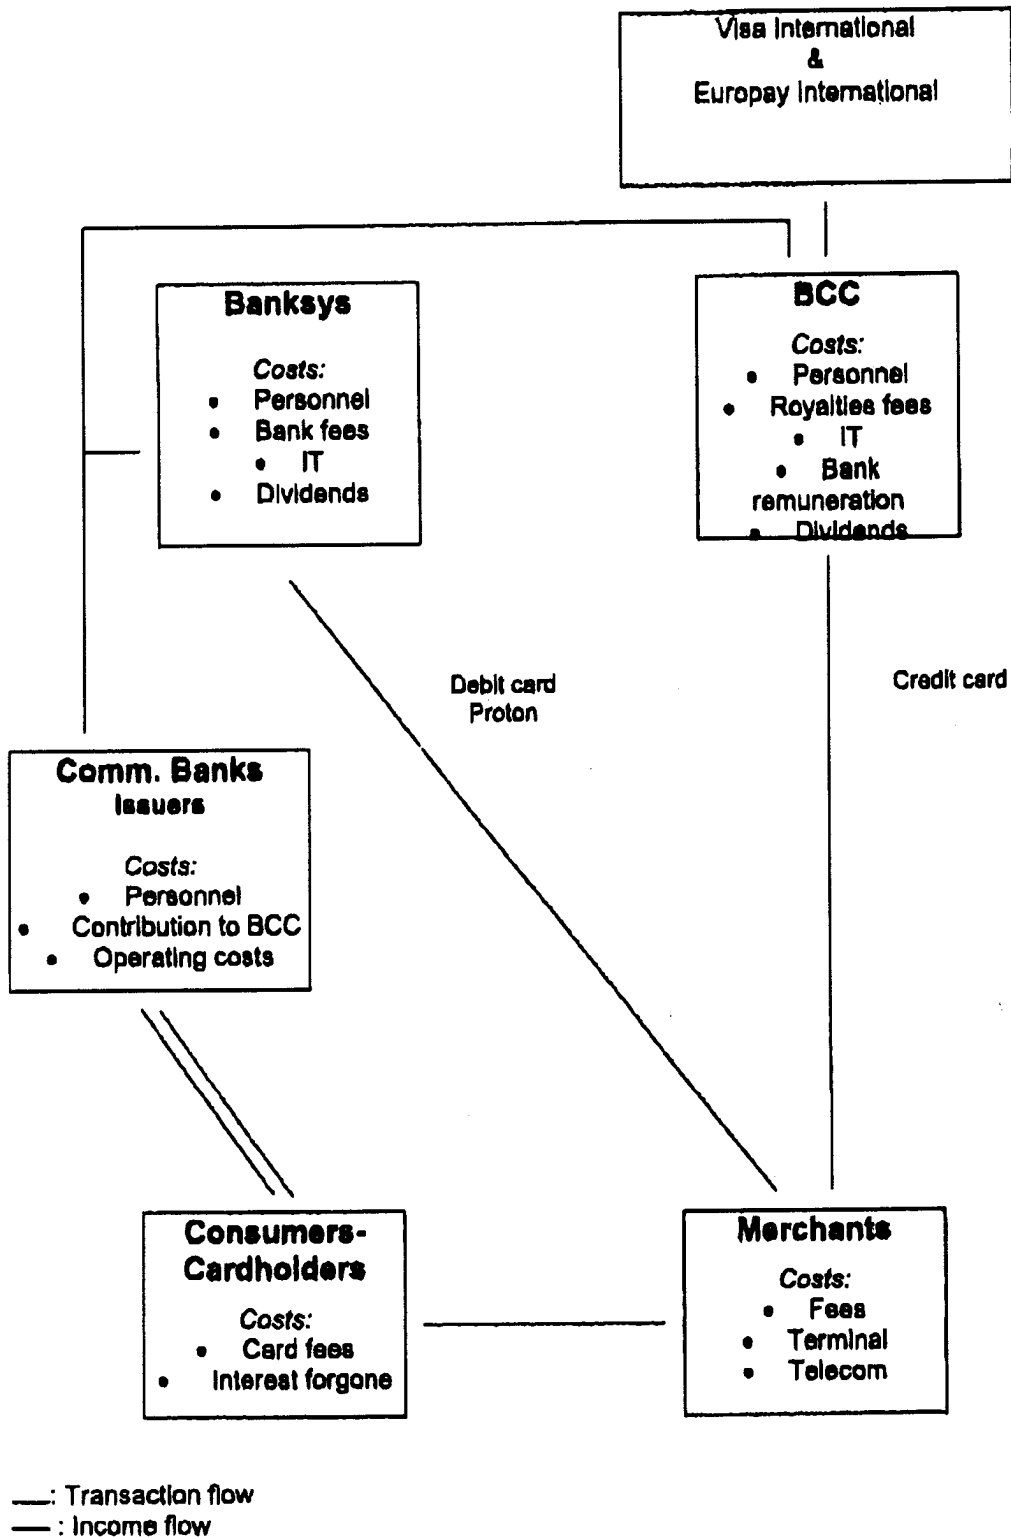 Visa International
&
Europay International
Banksys
Costs:
• Personnel
• Bank fees
• IT
• Dividends
BCC
Costs:
• Personnel
• Royalties fees
• IT
• Bank
remuneration
• Dividends
Debit card
Proton
Credit card
Comm. Banks
Issuers
Costs:
• Personnel
• Contribution to BCC
• Operating costs
Consumers-
Cardholders
Costs:
• Card fees
• Interest forgone
Merchants
Costs:
• Fees
• Terminal
• Telecom
: Transaction flow
: Income flow